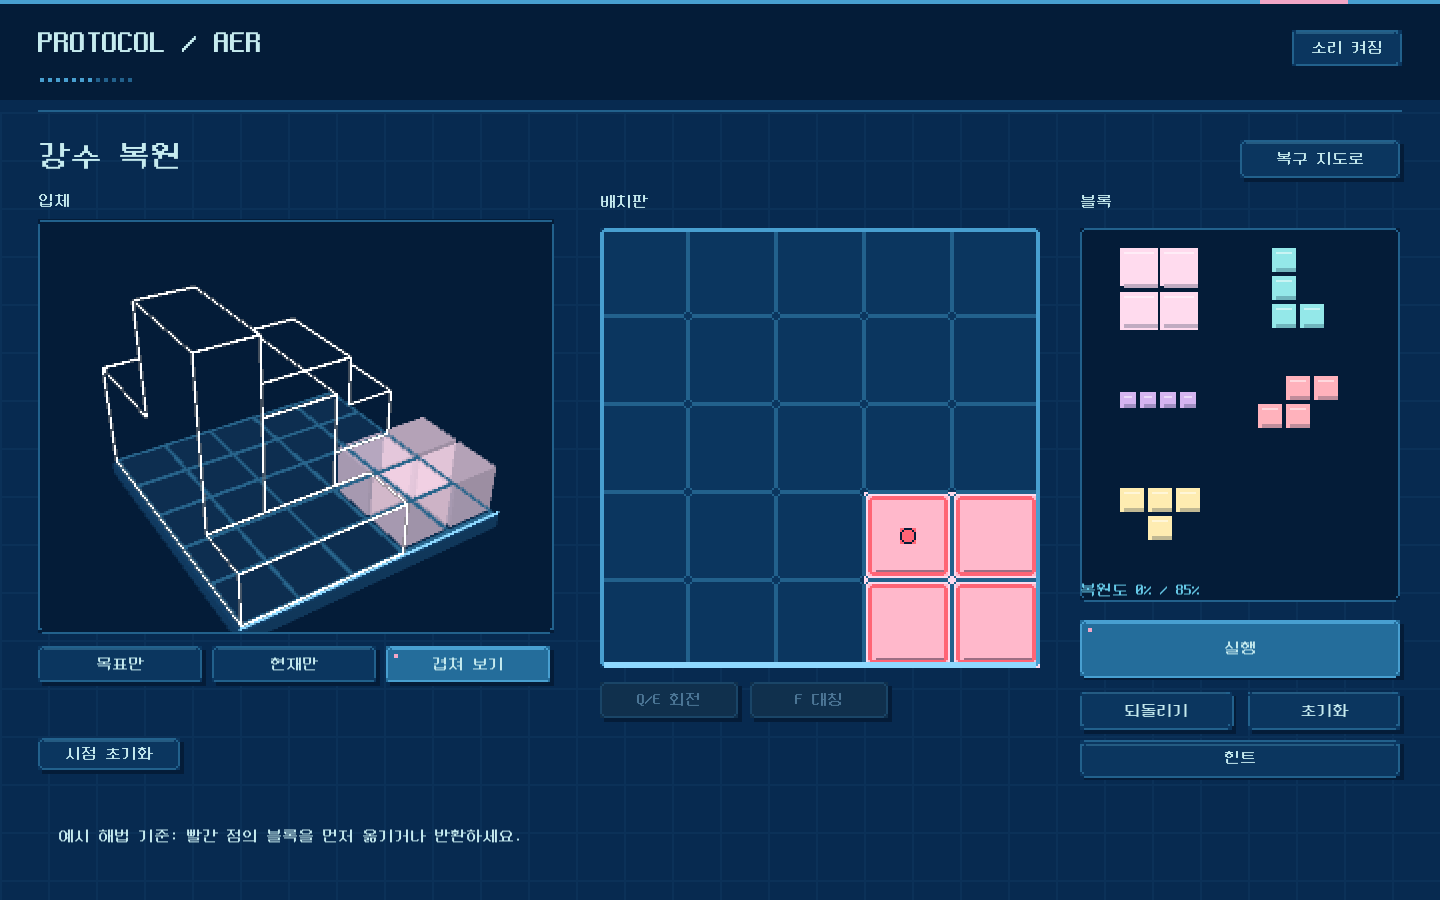 PROTOCOL / AER
소리 켜짐
강수 복원
복구 지도로
입체
배치판
블록
복원도 0% / 85%
목표만
현재만
겹쳐 보기
실행
Q/E 회전
F 대칭
되돌리기
초기화
시점 초기화
힌트
예시 해법 기준: 빨간 점의 블록을 먼저 옮기거나 반환하세요.